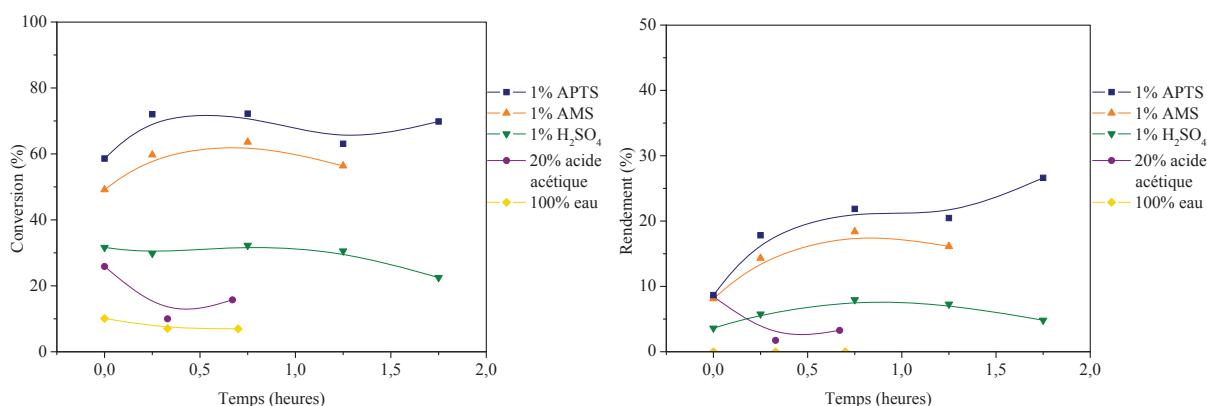 100
80
60
40
20
0
Conversion (%)
0,0
0,5
1,0
1,5
2,0
Temps (heures)
1% APTS
1% AMS
1% H₂SO₄
20% acide
acétique
100% eau
50
40
30
20
10
0
Rendement (%)
0,0
0,5
1,0
1,5
2,0
Temps (heures)
1% APTS
1% AMS
1% H₂SO₄
20% acide
acétique
100% eau